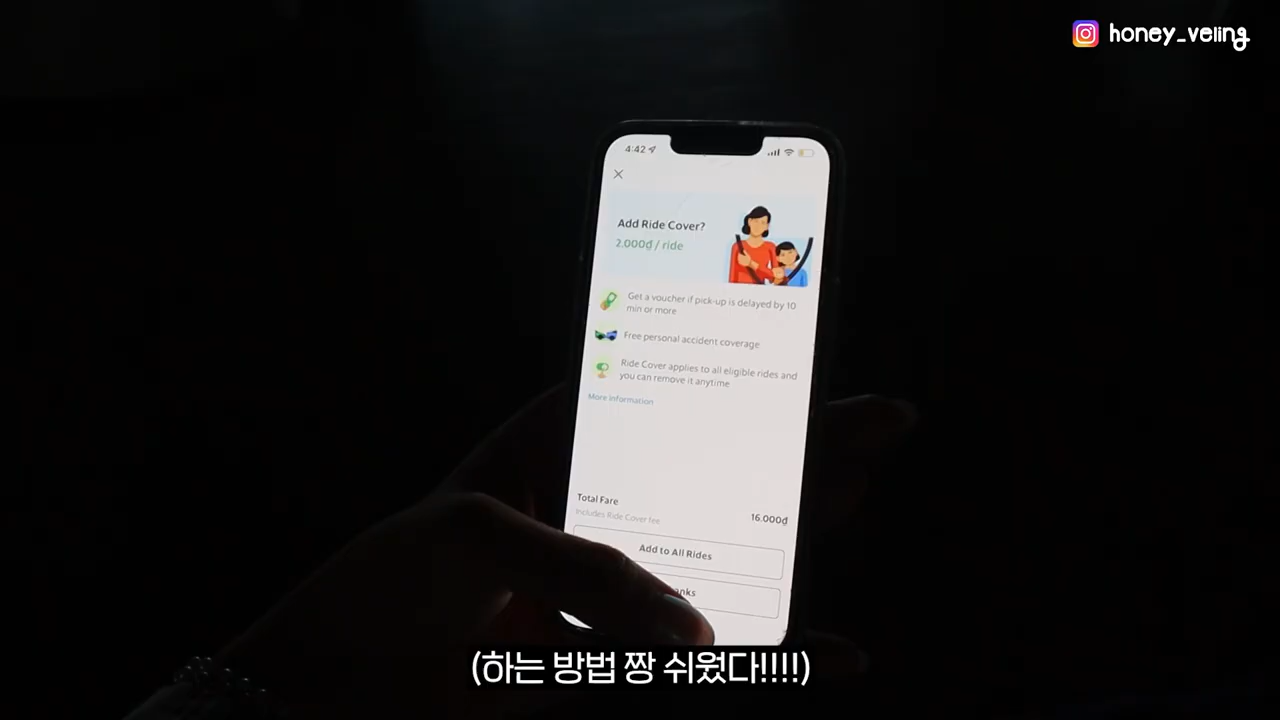 honey_veling
4:42
Add Ride Cover?
2.000₫ / ride
Get a voucher if pick-up is delayed by 10
min or more
Free personal accident coverage
Ride Cover applies to all eligible rides and
you can remove it anytime
More information
Total Fare
Includes Ride Cover fee
16.000₫
Add to All Rides
(하는 방법 짱 쉬웠다!!!!)